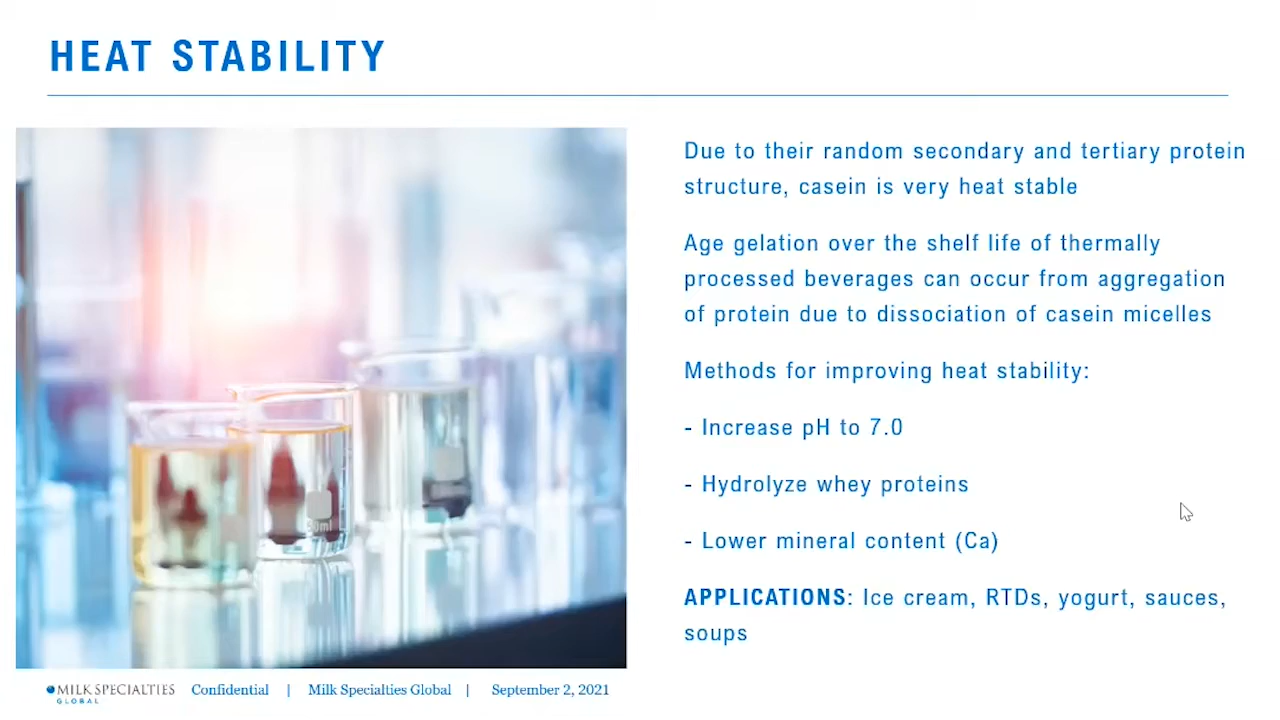 HEAT STABILITY
Due to their random secondary and tertiary protein
structure, casein is very heat stable
Age gelation over the shelf life of thermally
processed beverages can occur from aggregation
of protein due to dissociation of casein micelles
Methods for improving heat stability:
- Increase pH to 7.0
- Hydrolyze whey proteins
- Lower mineral content (Ca)
APPLICATIONS: Ice cream, RTDs, yogurt, sauces,
soups
50ml
MILK SPECIALTIES
GLOBAL
Confidential | Milk Specialties Global | September 2, 2021